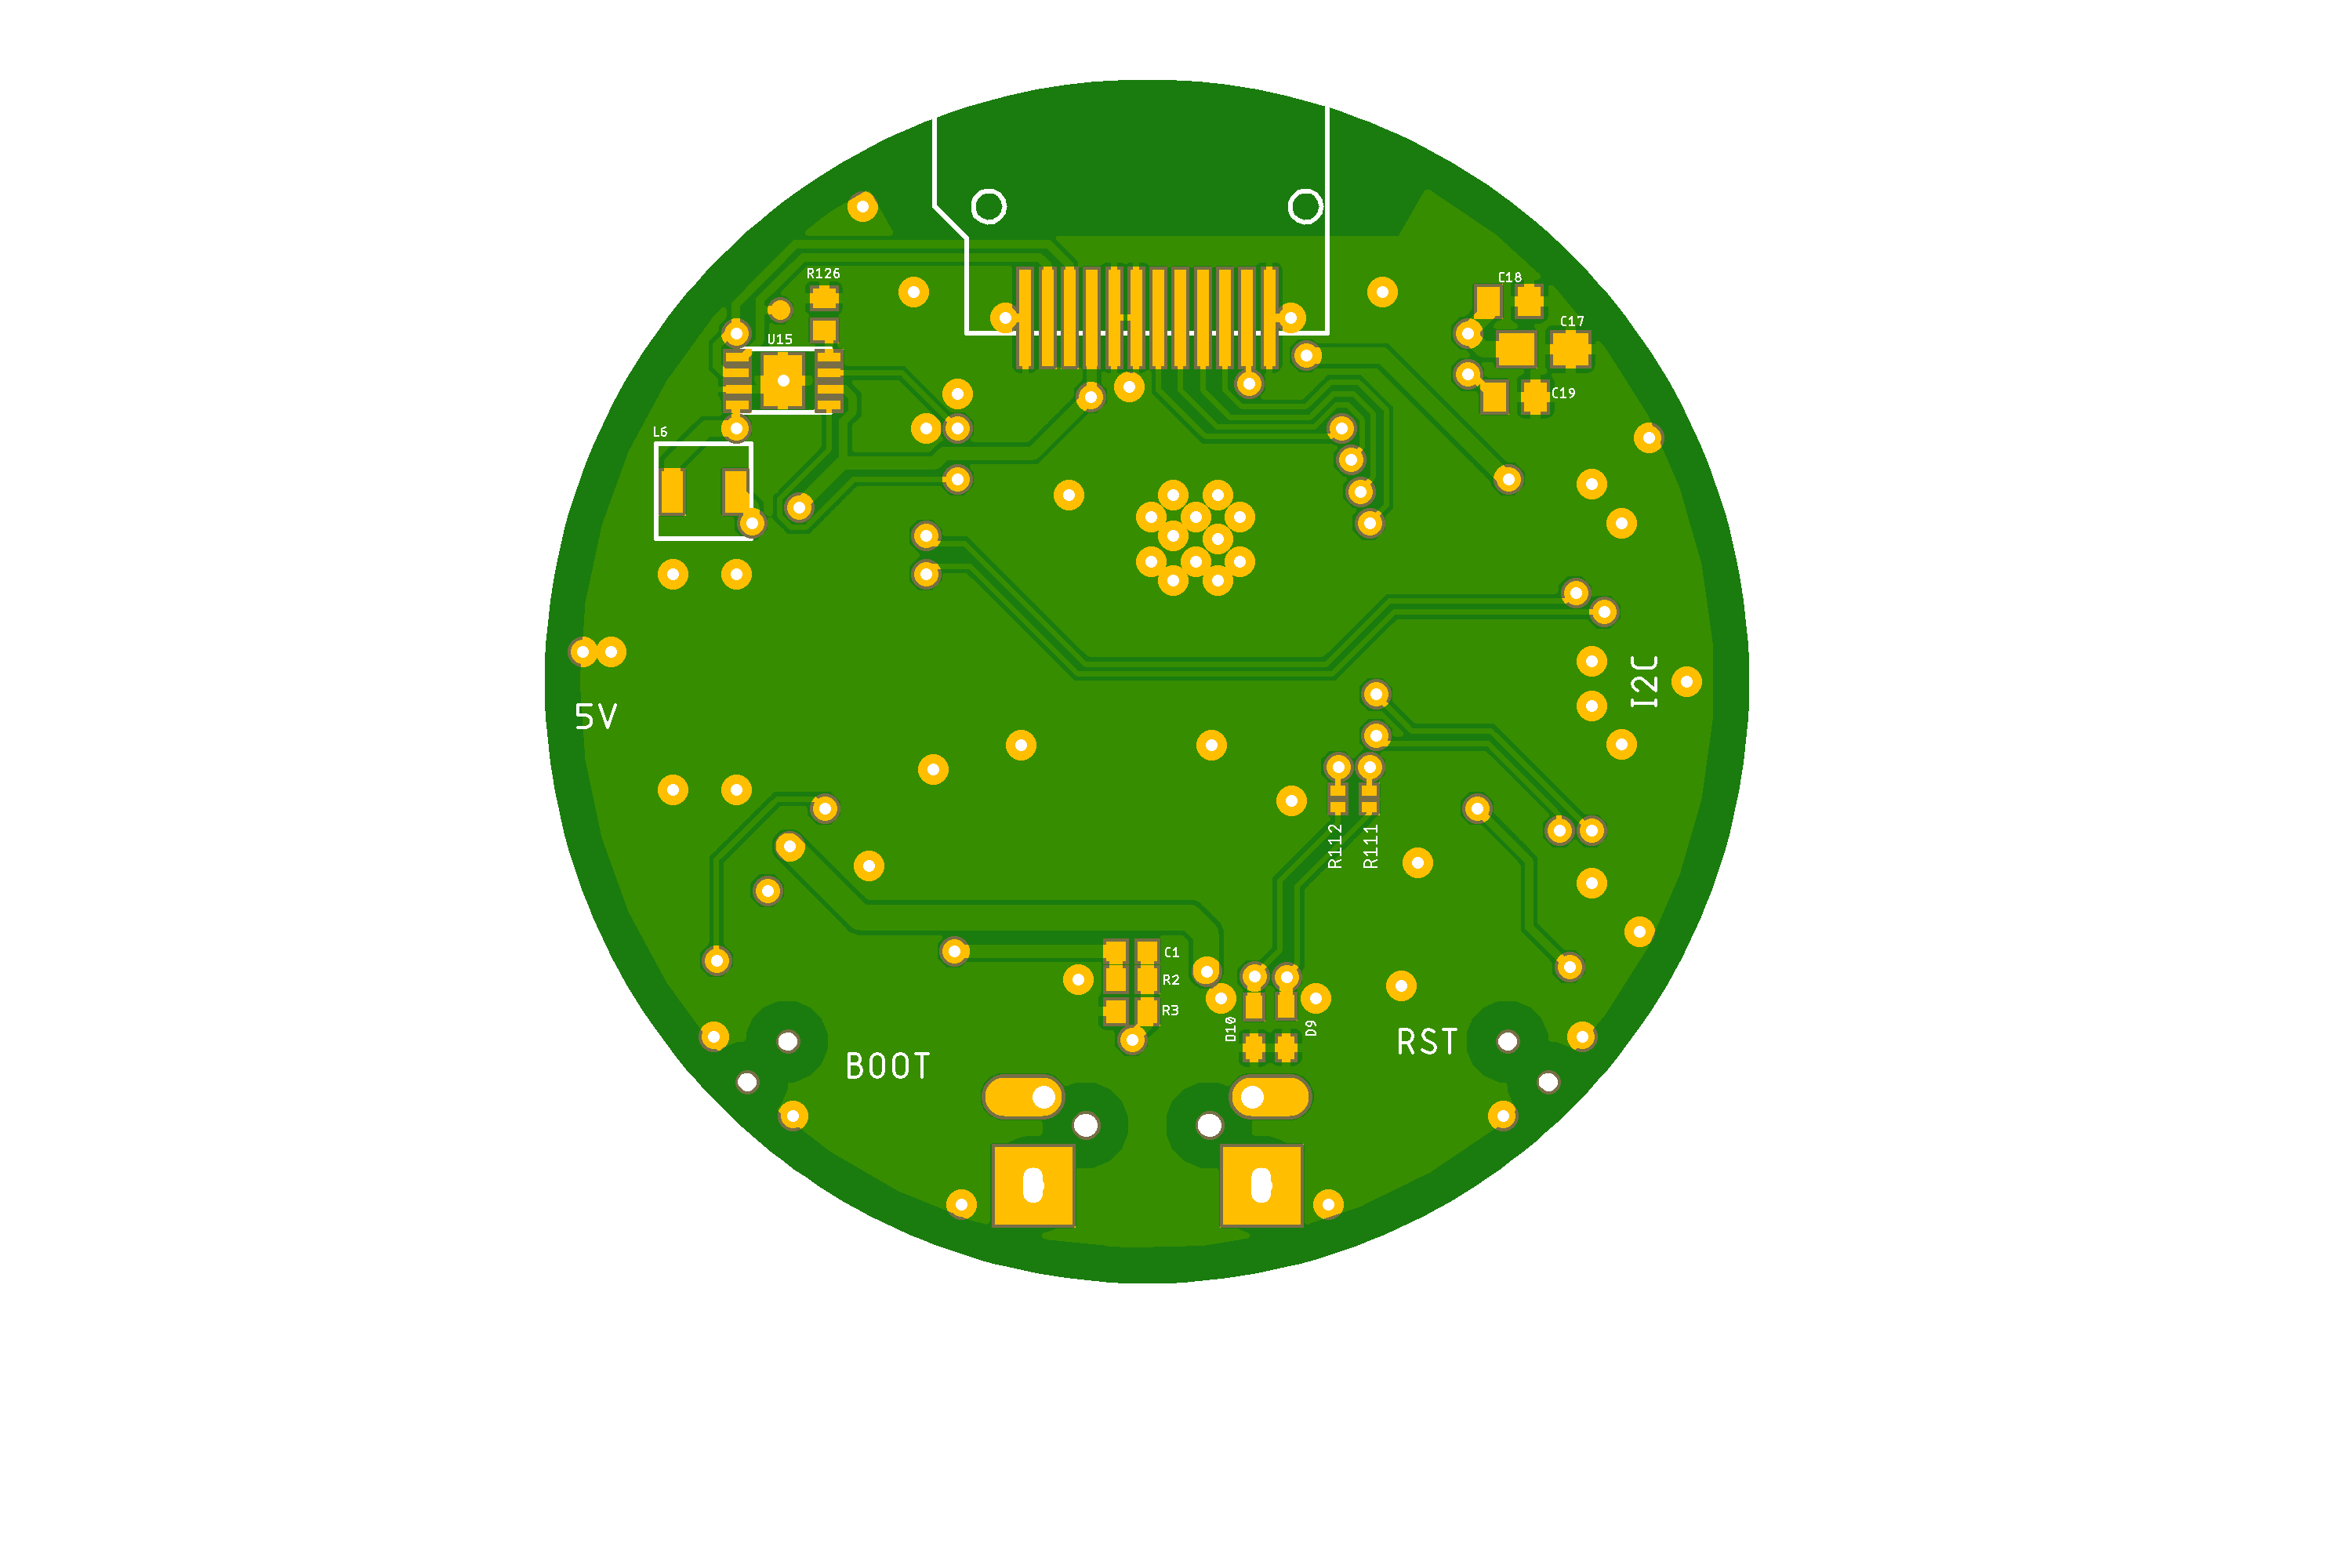 R126
C18
C17
U15
C19
L6
I2C
5V
R112
R111
C1
R2
R3
D10
D9
RST
BOOT